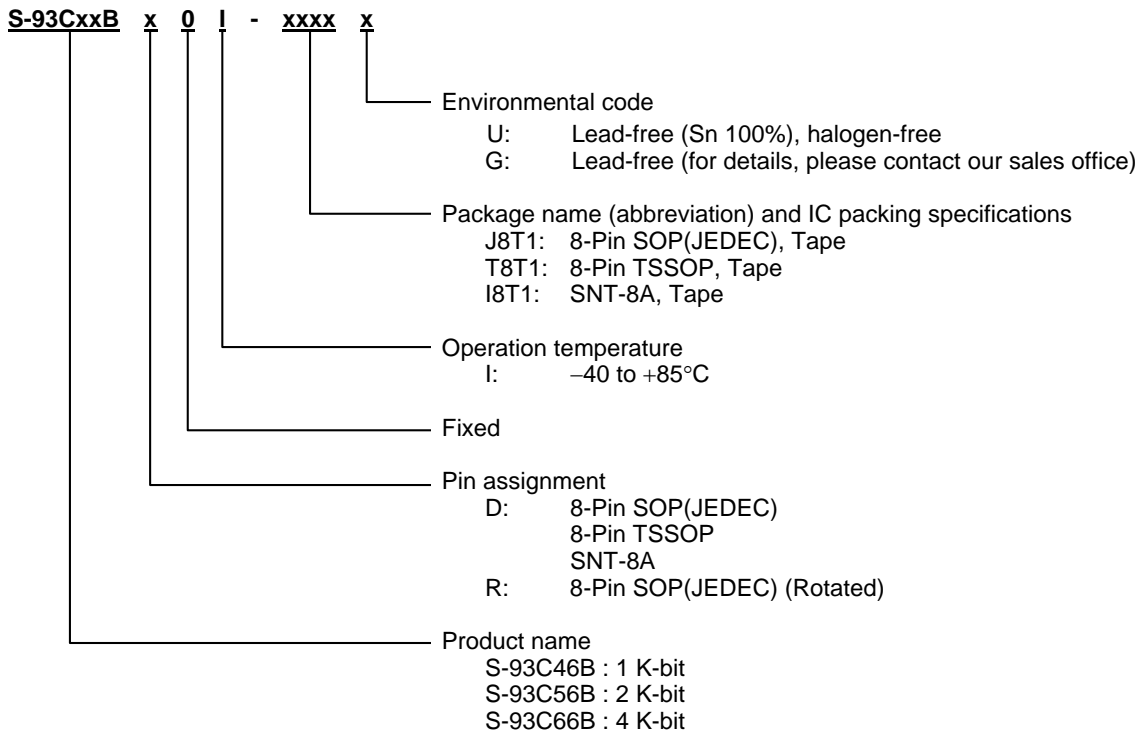 S-93CxxB x 0 I - xxxx x
Environmental code
U: Lead-free (Sn 100%), halogen-free
G: Lead-free (for details, please contact our sales office)
Package name (abbreviation) and IC packing specifications
J8T1: 8-Pin SOP(JEDEC), Tape
T8T1: 8-Pin TSSOP, Tape
I8T1: SNT-8A, Tape
Operation temperature
I: −40 to +85°C
Fixed
Pin assignment
D: 8-Pin SOP(JEDEC)
8-Pin TSSOP
SNT-8A
R: 8-Pin SOP(JEDEC) (Rotated)
Product name
S-93C46B : 1 K-bit
S-93C56B : 2 K-bit
S-93C66B : 4 K-bit